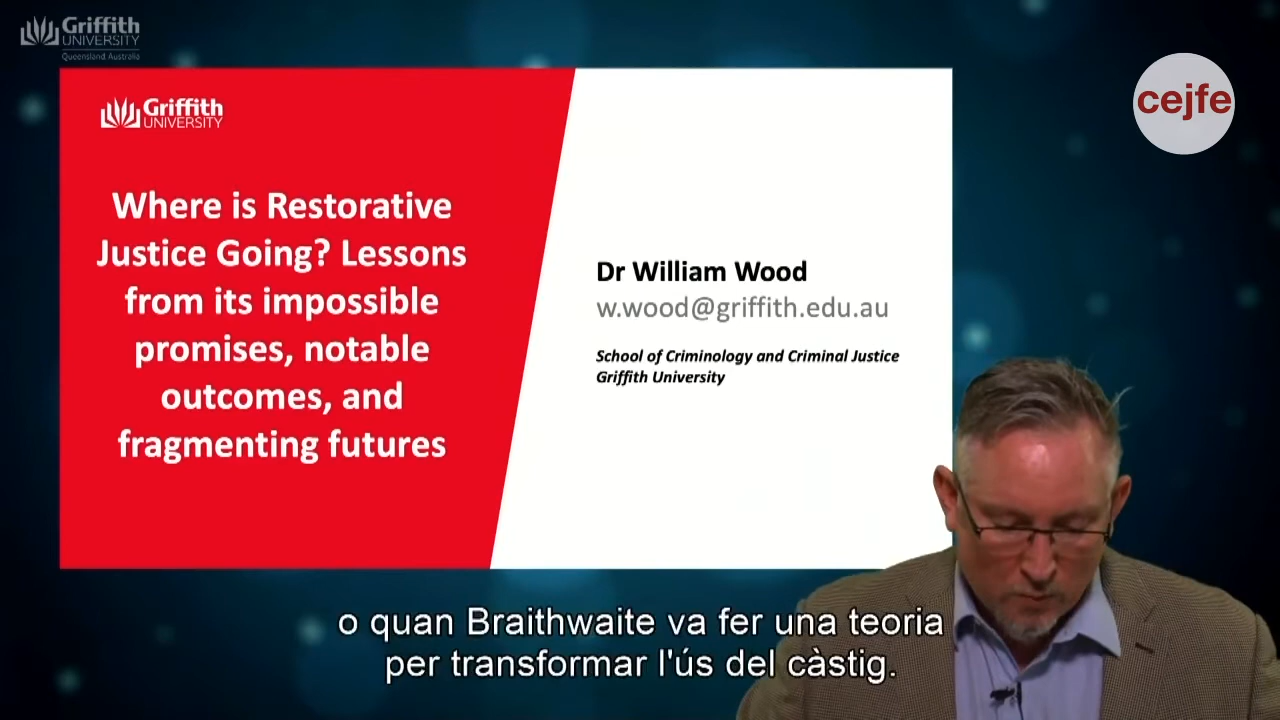 Griffith
UNIVERSITY
Queensland Australia
cejfe
Griffith
UNIVERSITY
Where is Restorative
Justice Going? Lessons
from its impossible
promises, notable
outcomes, and
fragmenting futures
Dr William Wood
w.wood@griffith.edu.au
School of Criminology and Criminal Justice
Griffith University
o quan Braithwaite va fer una teoria
per transformar l'ús del càstig.